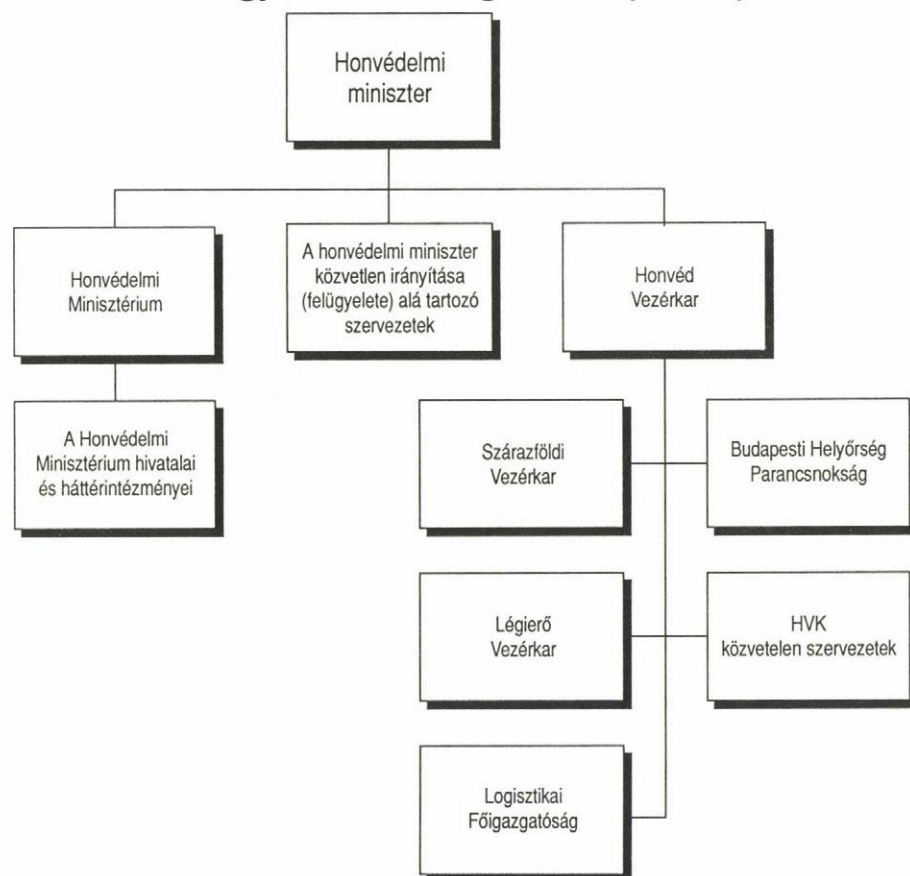 Honvédelmi
miniszter
Honvédelmi
Minisztérium
A honvédelmi miniszter
közvetlen irányítása
(felügyelete) alá tartozó
szervezetek
Honvéd
Vezérkar
A Honvédelmi
Minisztérium hivatalai
és háttérintézményei
Szárazföldi
Vezérkar
Budapesti Helyőrség
Parancsnokság
Légierő
Vezérkar
HVK
közvetelen szervezetek
Logisztikai
Főigazgatóság